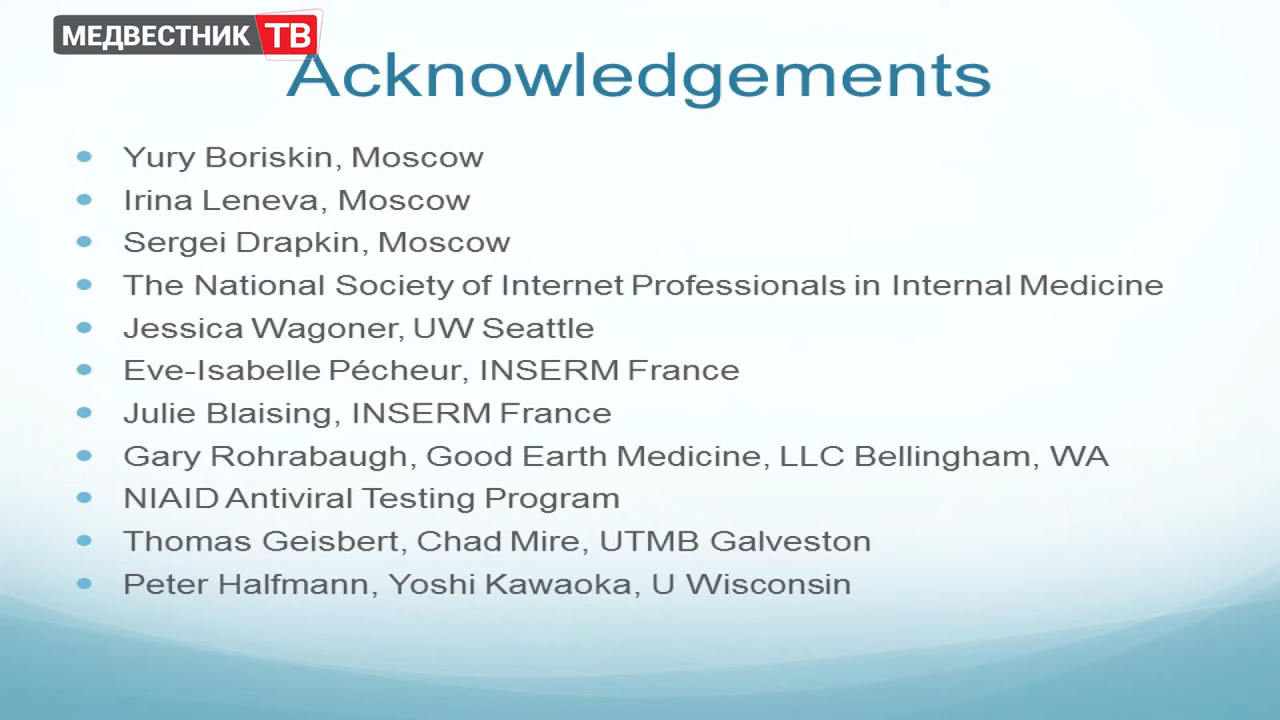 МЕДВЕСТНИК ТВ
Acknowledgements
Yury Boriskin, Moscow
Irina Leneva, Moscow
Sergei Drapkin, Moscow
The National Society of Internet Professionals in Internal Medicine
Jessica Wagoner, UW Seattle
Eve-Isabelle Pécheur, INSERM France
Julie Blaising, INSERM France
Gary Rohrabaugh, Good Earth Medicine, LLC Bellingham, WA
NIAID Antiviral Testing Program
Thomas Geisbert, Chad Mire, UTMB Galveston
Peter Halfmann, Yoshi Kawaoka, U Wisconsin